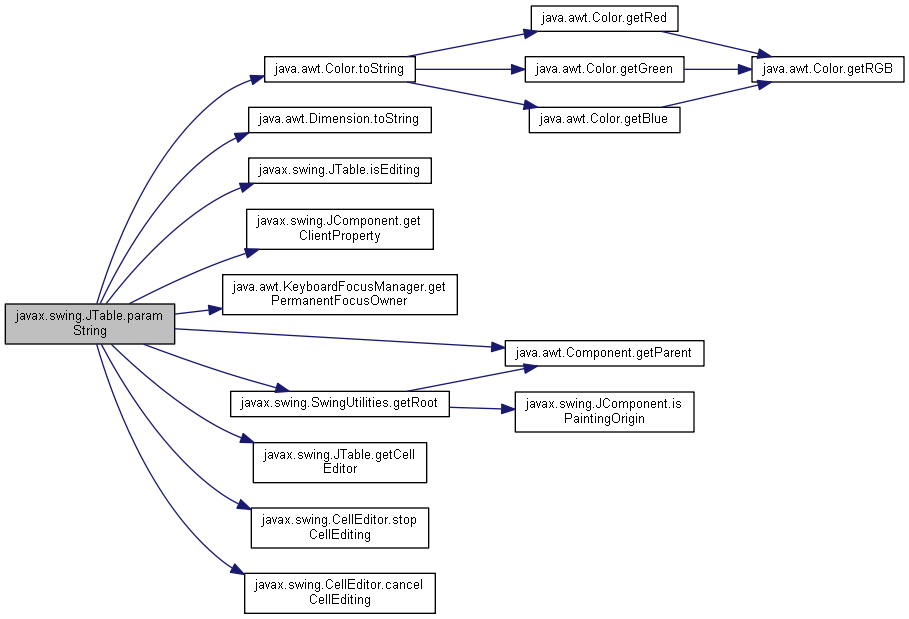 java.awt.Color.getRed
java.awt.Color.toString
java.awt.Color.getGreen
java.awt.Color.getRGB
java.awt.Dimension.toString
java.awt.Color.getBlue
javax.swing.JTable.isEditing
javax.swing.JComponent.get
ClientProperty
java.awt.KeyboardFocusManager.get
PermanentFocusOwner
javax.swing.JTable.param
String
java.awt.Component.getParent
javax.swing.SwingUtilities.getRoot
javax.swing.JComponent.is
PaintingOrigin
javax.swing.JTable.getCell
Editor
javax.swing.CellEditor.stop
CellEditing
javax.swing.CellEditor.cancel
CellEditing